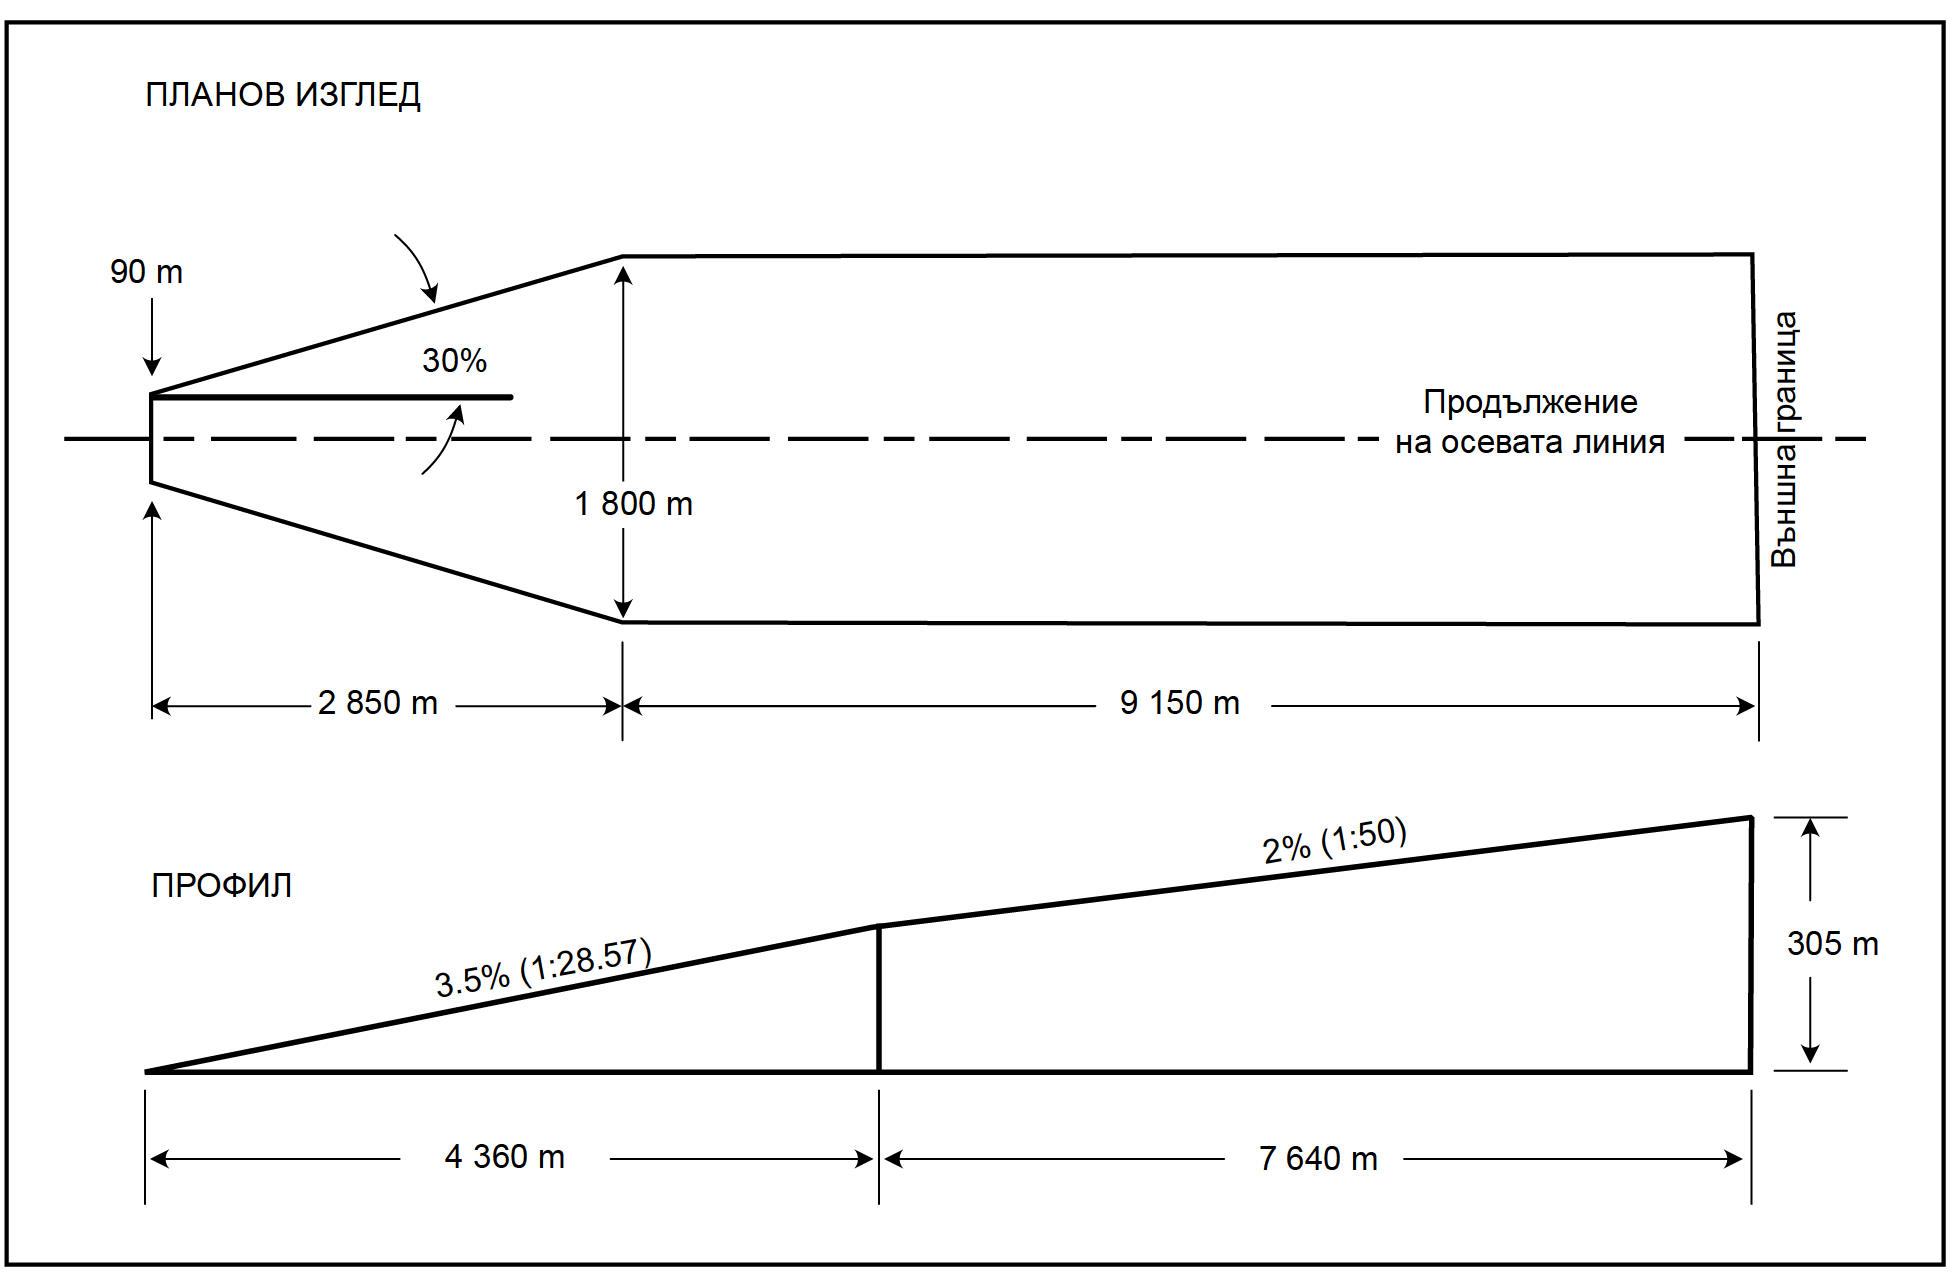 ПЛАНОВ ИЗГЛЕД
90 m
30%
Продължение
на осевата линия
Външна граница
1 800 m
2 850 m
9 150 m
2% (1:50)
ПРОФИЛ
3.5% (1:28.57)
305 m
4 360 m
7 640 m